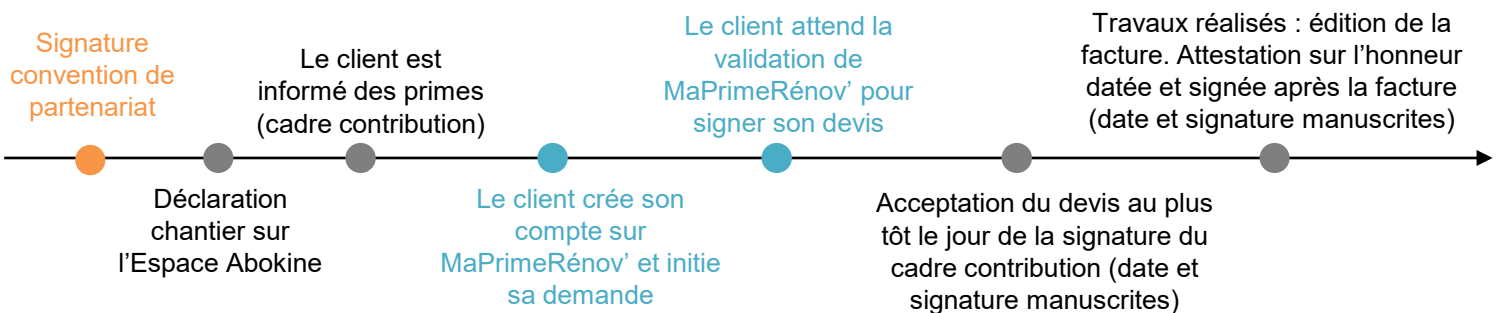 Signature
convention de
partenariat
Déclaration
chantier sur
l’Espace Abokine
Le client est
informé des primes
(cadre contribution)
Le client crée son
compte sur
MaPrimeRénov’ et initie
sa demande
Le client attend la
validation de
MaPrimeRénov’ pour
signer son devis
Acceptation du devis au plus
tôt le jour de la signature du
cadre contribution (date et
signature manuscrites)
Travaux réalisés : édition de la
facture. Attestation sur l’honneur
datée et signée après la facture
(date et signature manuscrites)